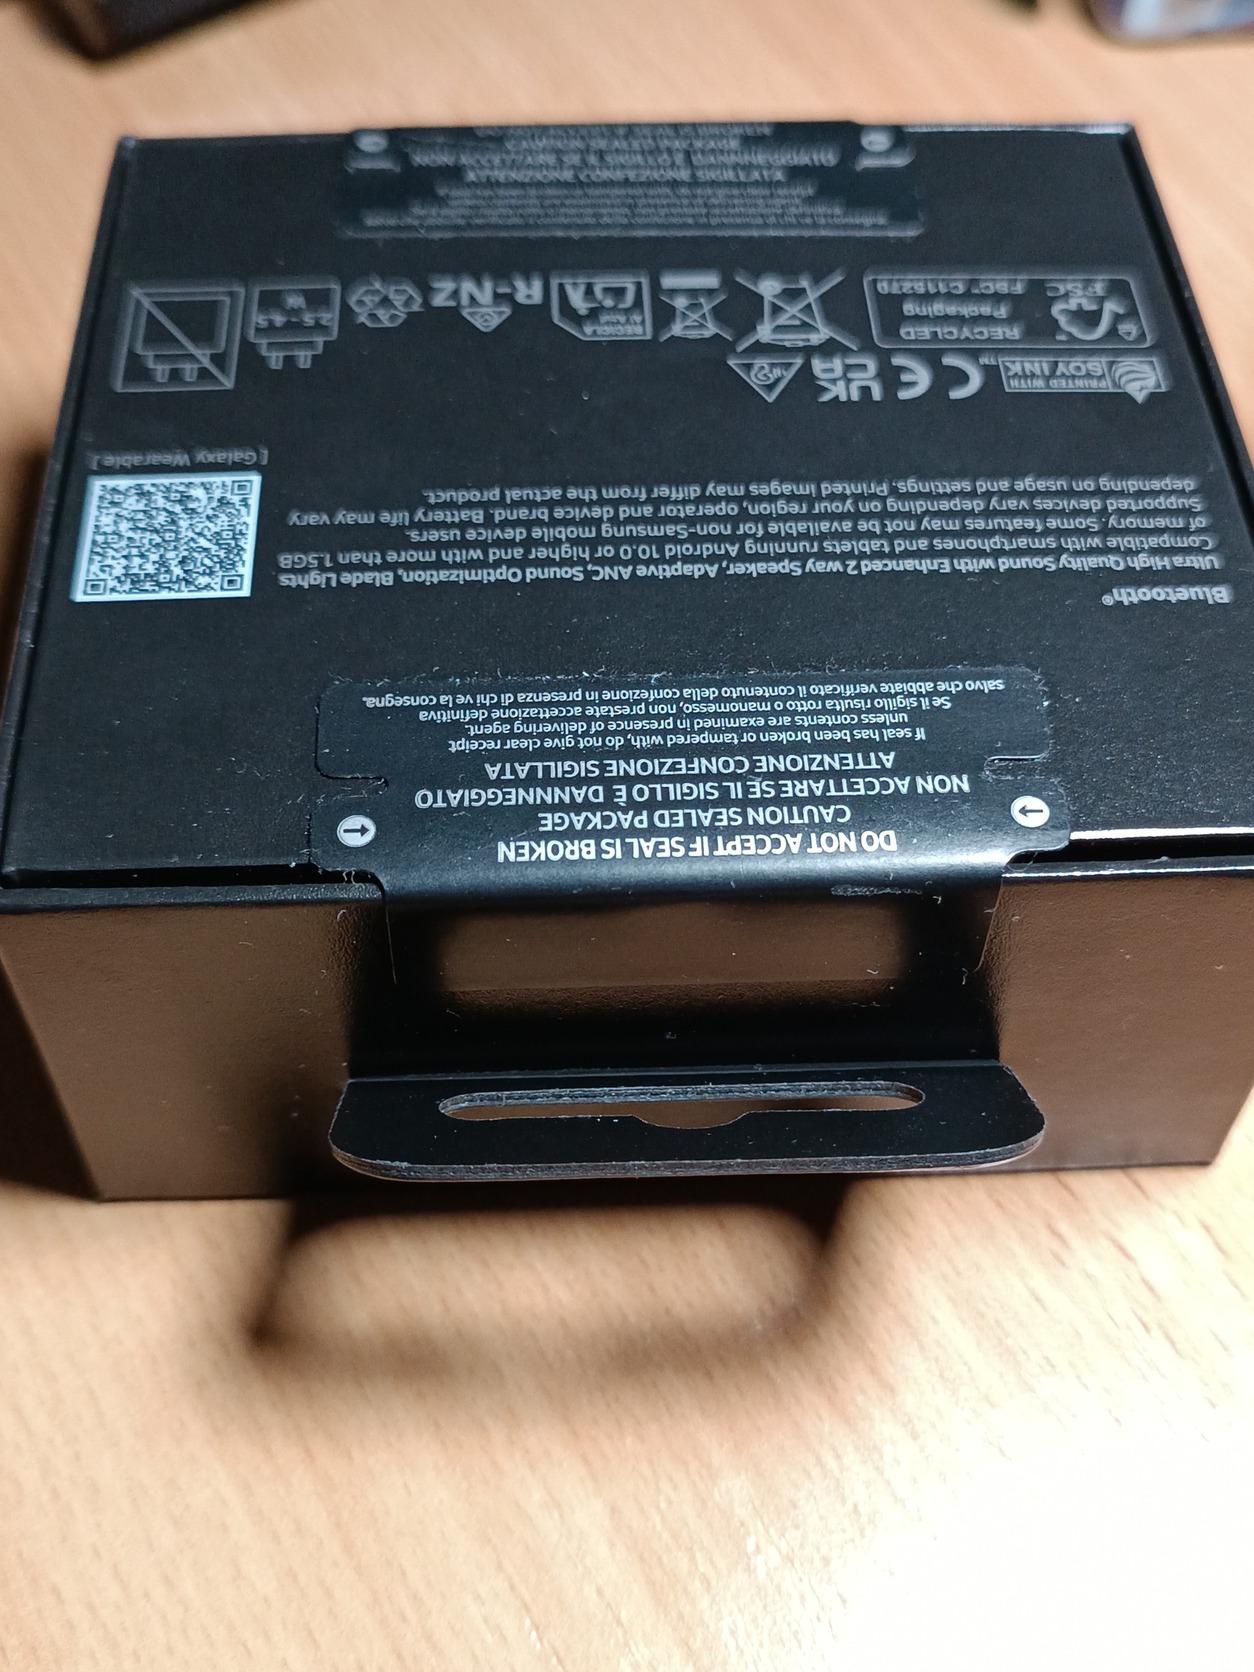 DO NOT ACCEPT IF SEAL IS BROKEN
CAUTION SEALED PACKAGE
NON ACCETTARE SE IL SIGILLO È DANNNEGGIATO
ATTENZIONE CONFEZIONE SIGILLATA
If seal has been broken or tampered with, do not give clear receipt
unless contents are examined in presence of delivering agent.
Se il sigillo risulta rotto o manomesso, non prestate accettazione definitiva
salvo che abbiate verificato il contenuto della confezione in presenza di chi ve la consegna.
Bluetooth®
Ultra High Quality Sound with Enhanced 2 way Speaker, Adaptive ANC, Sound Optimization, Blade Lights
Compatible with smartphones and tablets running Android 10.0 or higher and with more than 1.5GB
of memory. Some features may not be available for non-Samsung mobile device users.
Supported devices vary depending on your region, operator and device brand. Battery life may vary
depending on usage and settings. Printed images may differ from the actual product.
[ Galaxy Wearable ]
PRINTED WITH
SOY INK
™
CE
UK
CA
RECYCLED
Packaging
FSC® C115270
FSC
RECICLA
R-NZ
W
NON ACCETTARE SE IL SIGILLO È DANNNEGGIATO
ATTENZIONE CONFEZIONE SIGILLATA